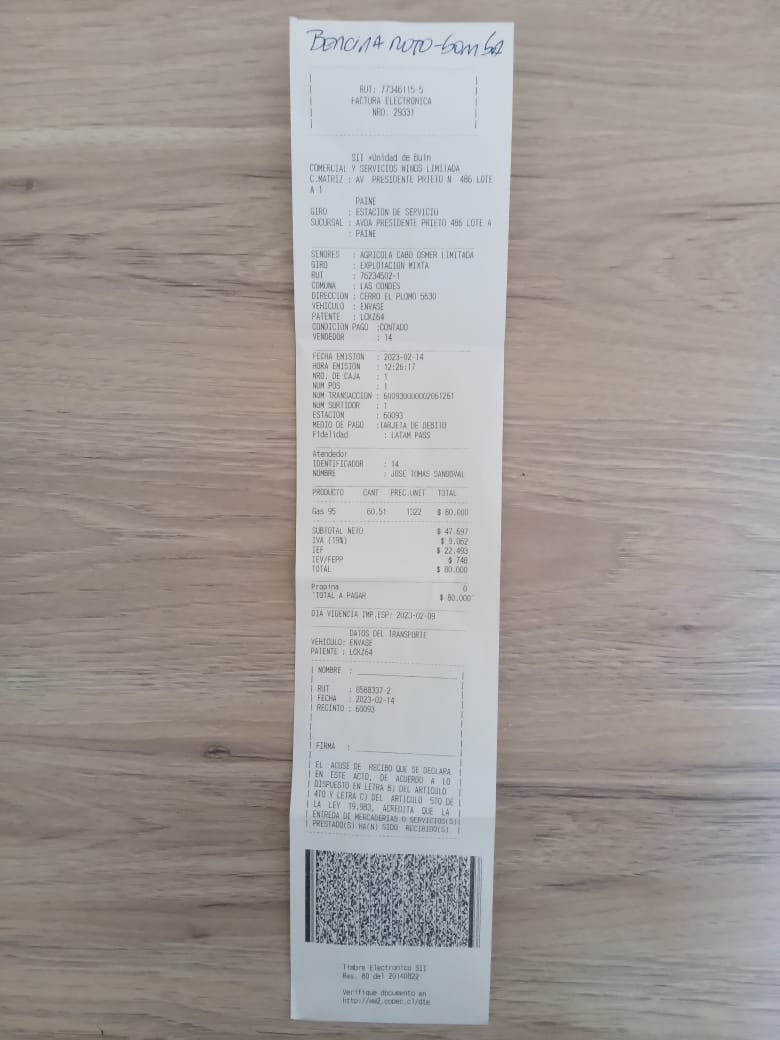 BENCINA MOTO-BOMBA
RUT: 77346115-5
FACTURA ELECTRONICA
NRO. 29331
SII *Unidad de Buin
COMERCIAL Y SERVICIOS WINGS LIMITADA
C.MATRIZ : AV PRESIDENTE PRIETO N 486 LOTE
A 1
PAINE
GIRO : ESTACION DE SERVICIO
SUCURSAL : AVDA PRESIDENTE PRIETO 486 LOTE A
: PAINE
SENORES : AGRICOLA CABO OSMER LIMITADA
GIRO : EXPLOTACION MIXTA
RUT : 76234502-1
COMUNA : LAS CONDES
DIRECCION : CERRO EL PLOMO 5630
VEHICULO : ENVASE
PATENTE : LCKZ64
CONDICION PAGO :CONTADO
VENDEDOR : 14
FECHA EMISION : 2023-02-14
HORA EMISION : 12:26:17
NRO. DE CAJA : 1
NUM POS : 1
NUM TRANSACCION : 600930000002061261
NUM SURTIDOR : 1
ESTACION : 60093
MEDIO DE PAGO :TARJETA DE DEBITO
Fidelidad : LATAM PASS
Atendedor
IDENTIFICADOR : 14
NOMBRE : JOSE TOMAS SANDOVAL
PRODUCTO CANT PREC.UNIT TOTAL
Gas 95 60.51 1322 $ 80.000
SUBTOTAL NETO $ 47.697
IVA (19%) $ 9.062
IEF $ 22.493
IEV/FEPP $ 748
TOTAL $ 80.000
Propina 0
TOTAL A PAGAR $ 80.000
DIA VIGENCIA IMP.ESP: 2023-02-09
DATOS DEL TRANSPORTE
VEHICULO: ENVASE
PATENTE : LCKZ64
NOMBRE :
RUT : 8588337-2
FECHA : 2023-02-14
RECINTO : 60093
FIRMA :
EL ACUSE DE RECIBO QUE SE DECLARA
EN ESTE ACTO, DE ACUERDO A LO
DISPUESTO EN LETRA B) DEL ARTICULO
4TO Y LETRA C) DEL ARTICULO 5TO DE
LA LEY 19.983, ACREDITA QUE LA
ENTREGA DE MERCADERIAS O SERVICIOS(S)
PRESTADO(S) HA(N) SIDO RECIBIDO(S)
Timbre Electronico SII
Res. 80 del 20140822
Verifique documento en
http://ww2.copec.cl/dte